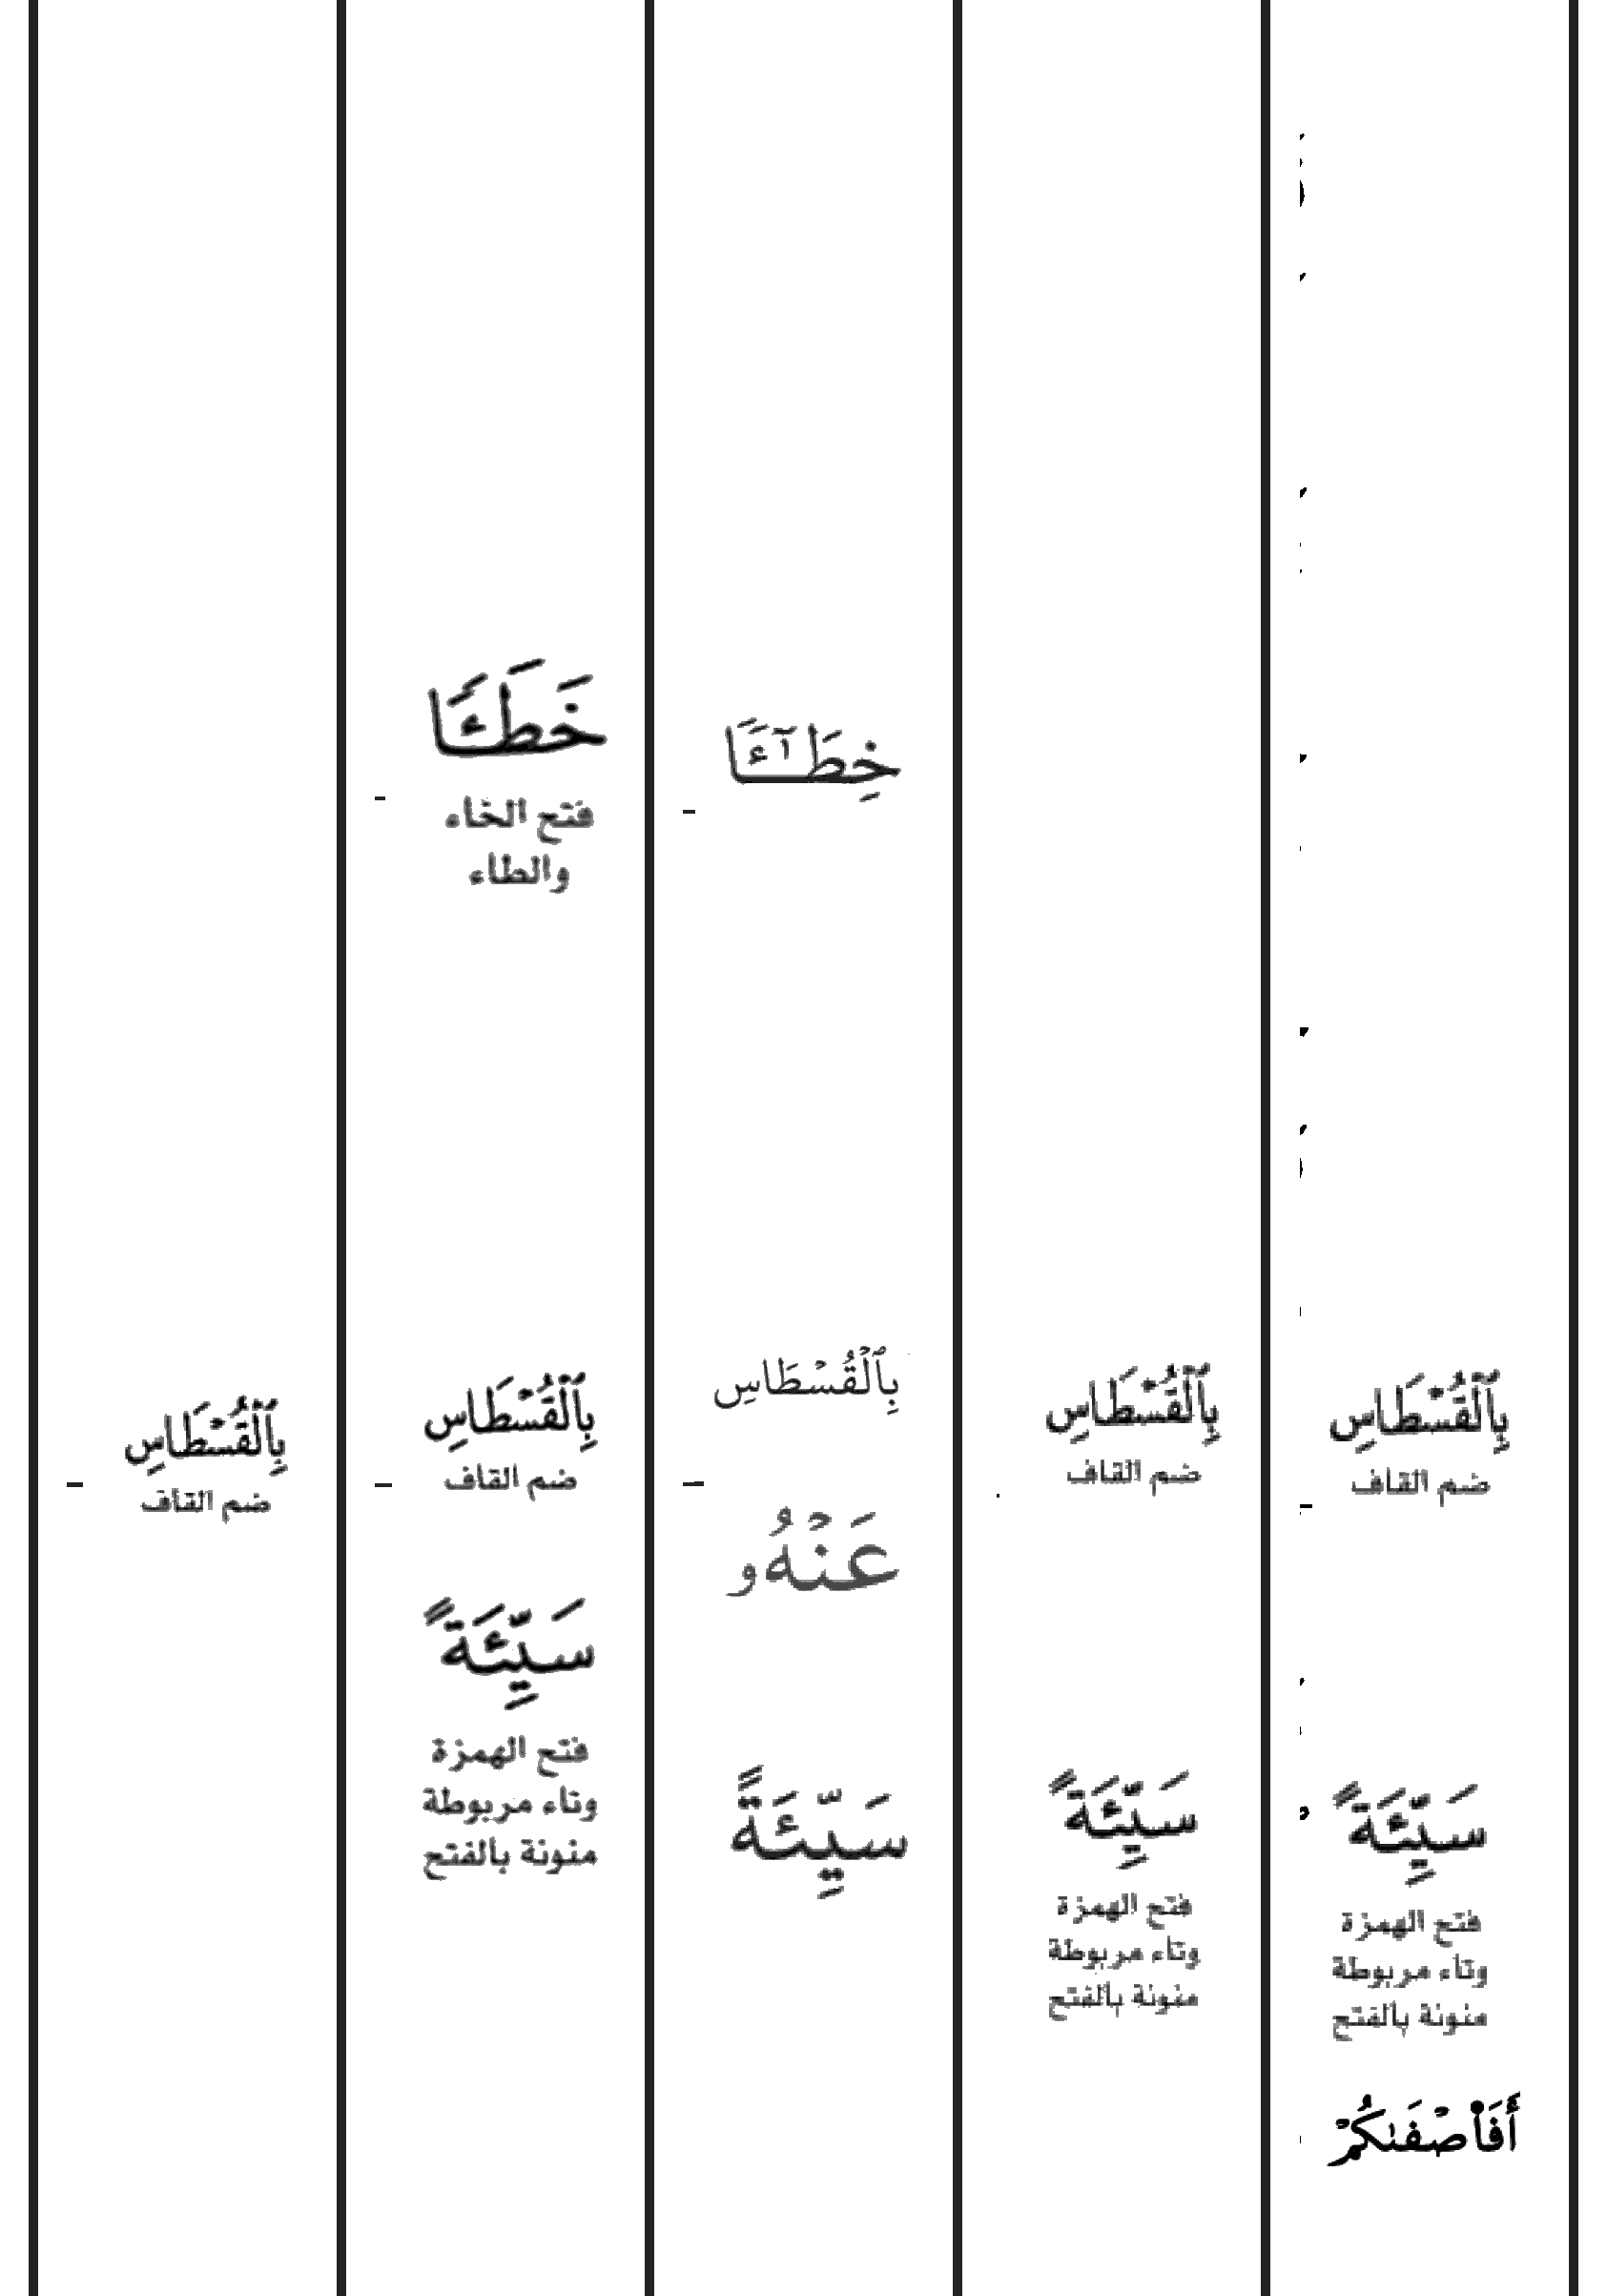 بِٱلۡقُسۡطَاسِ
ضم القاف
سَيِّئَةً
فتح الهمزة
وتاء مربوطة
منونة بالفتح
أَفَأَصۡفَىٰكُمۡ
بِٱلۡقُسۡطَاسِ
ضم القاف
سَيِّئَةً
فتح الهمزة
وتاء مربوطة
منونة بالفتح
خِطَآءً
بِٱلۡقُسۡطَاسِ
عَنۡهُۥ
سَيِّئَةً
خَطَـًٔا
فتح الخاء
والطاء
بِٱلۡقُسۡطَاسِ
ضم القاف
سَيِّئَةً
فتح الهمزة
وتاء مربوطة
منونة بالفتح
بِٱلۡقُسۡطَاسِ
ضم القاف